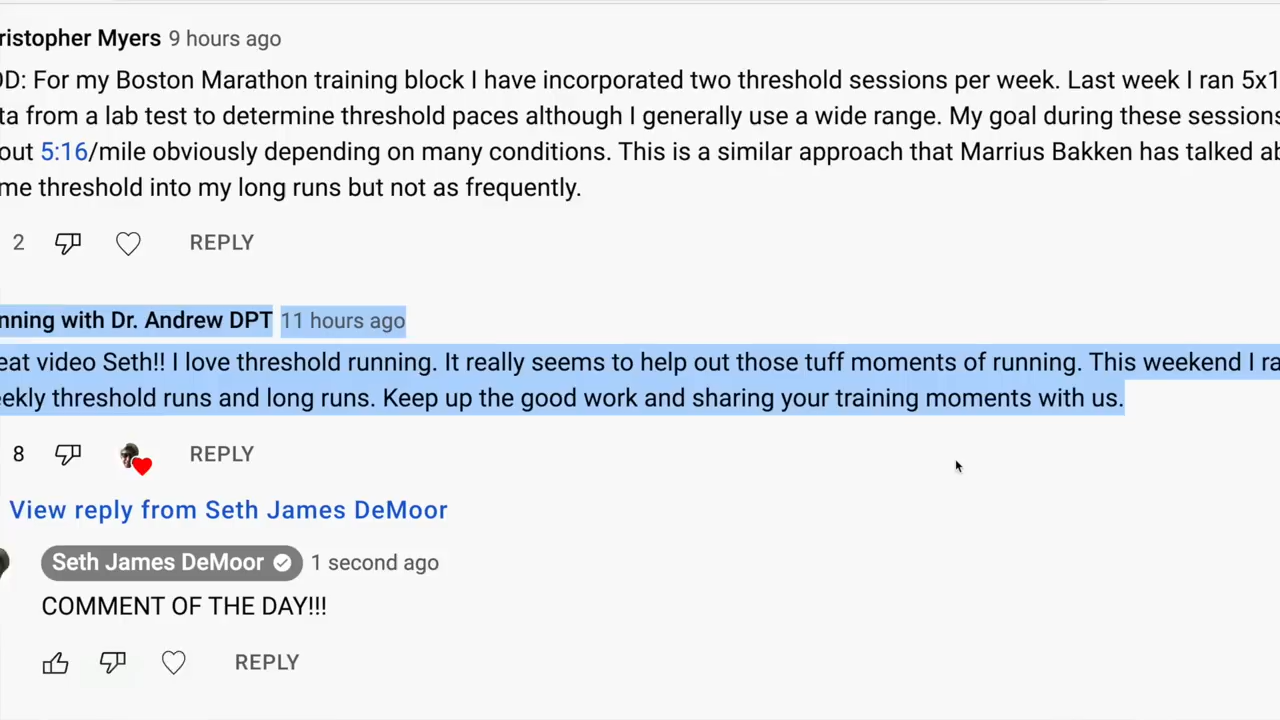 ristopher Myers 9 hours ago
OD: For my Boston Marathon training block I have incorporated two threshold sessions per week. Last week I ran 5x1
ta from a lab test to determine threshold paces although I generally use a wide range. My goal during these sessions
out 5:16/mile obviously depending on many conditions. This is a similar approach that Marrius Bakken has talked ab
me threshold into my long runs but not as frequently.
2 REPLY
nning with Dr. Andrew DPT 11 hours ago
eat video Seth!! I love threshold running. It really seems to help out those tuff moments of running. This weekend I ra
eekly threshold runs and long runs. Keep up the good work and sharing your training moments with us.
8 REPLY
View reply from Seth James DeMoor
Seth James DeMoor 1 second ago
COMMENT OF THE DAY!!!
REPLY